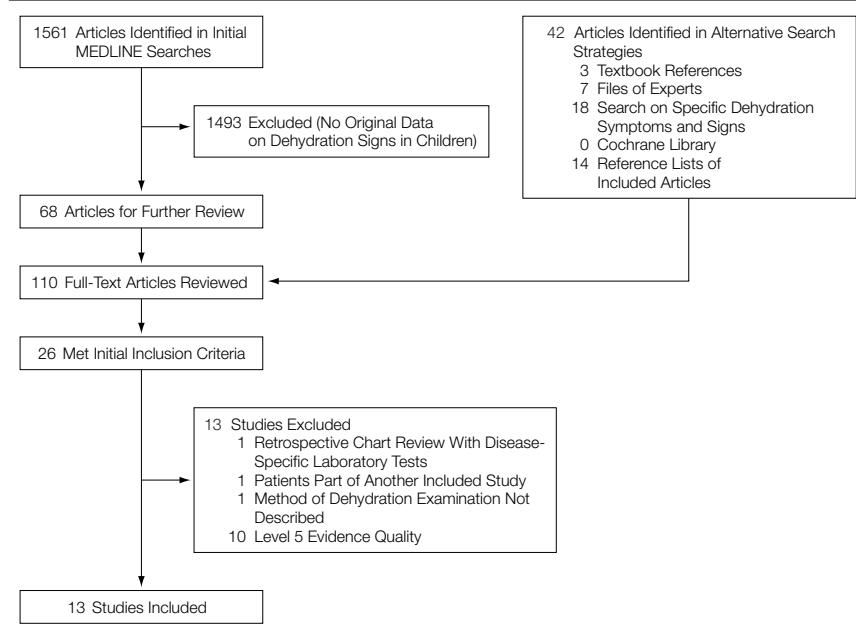 1561 Articles Identified in Initial
MEDLINE Searches
42 Articles Identified in Alternative Search
Strategies
3 Textbook References
7 Files of Experts
18 Search on Specific Dehydration
Symptoms and Signs
0 Cochrane Library
14 Reference Lists of
Included Articles
1493 Excluded (No Original Data
on Dehydration Signs in Children)
68 Articles for Further Review
110 Full-Text Articles Reviewed
26 Met Initial Inclusion Criteria
13 Studies Excluded
1 Retrospective Chart Review With Disease-
Specific Laboratory Tests
1 Patients Part of Another Included Study
1 Method of Dehydration Examination Not
Described
10 Level 5 Evidence Quality
13 Studies Included